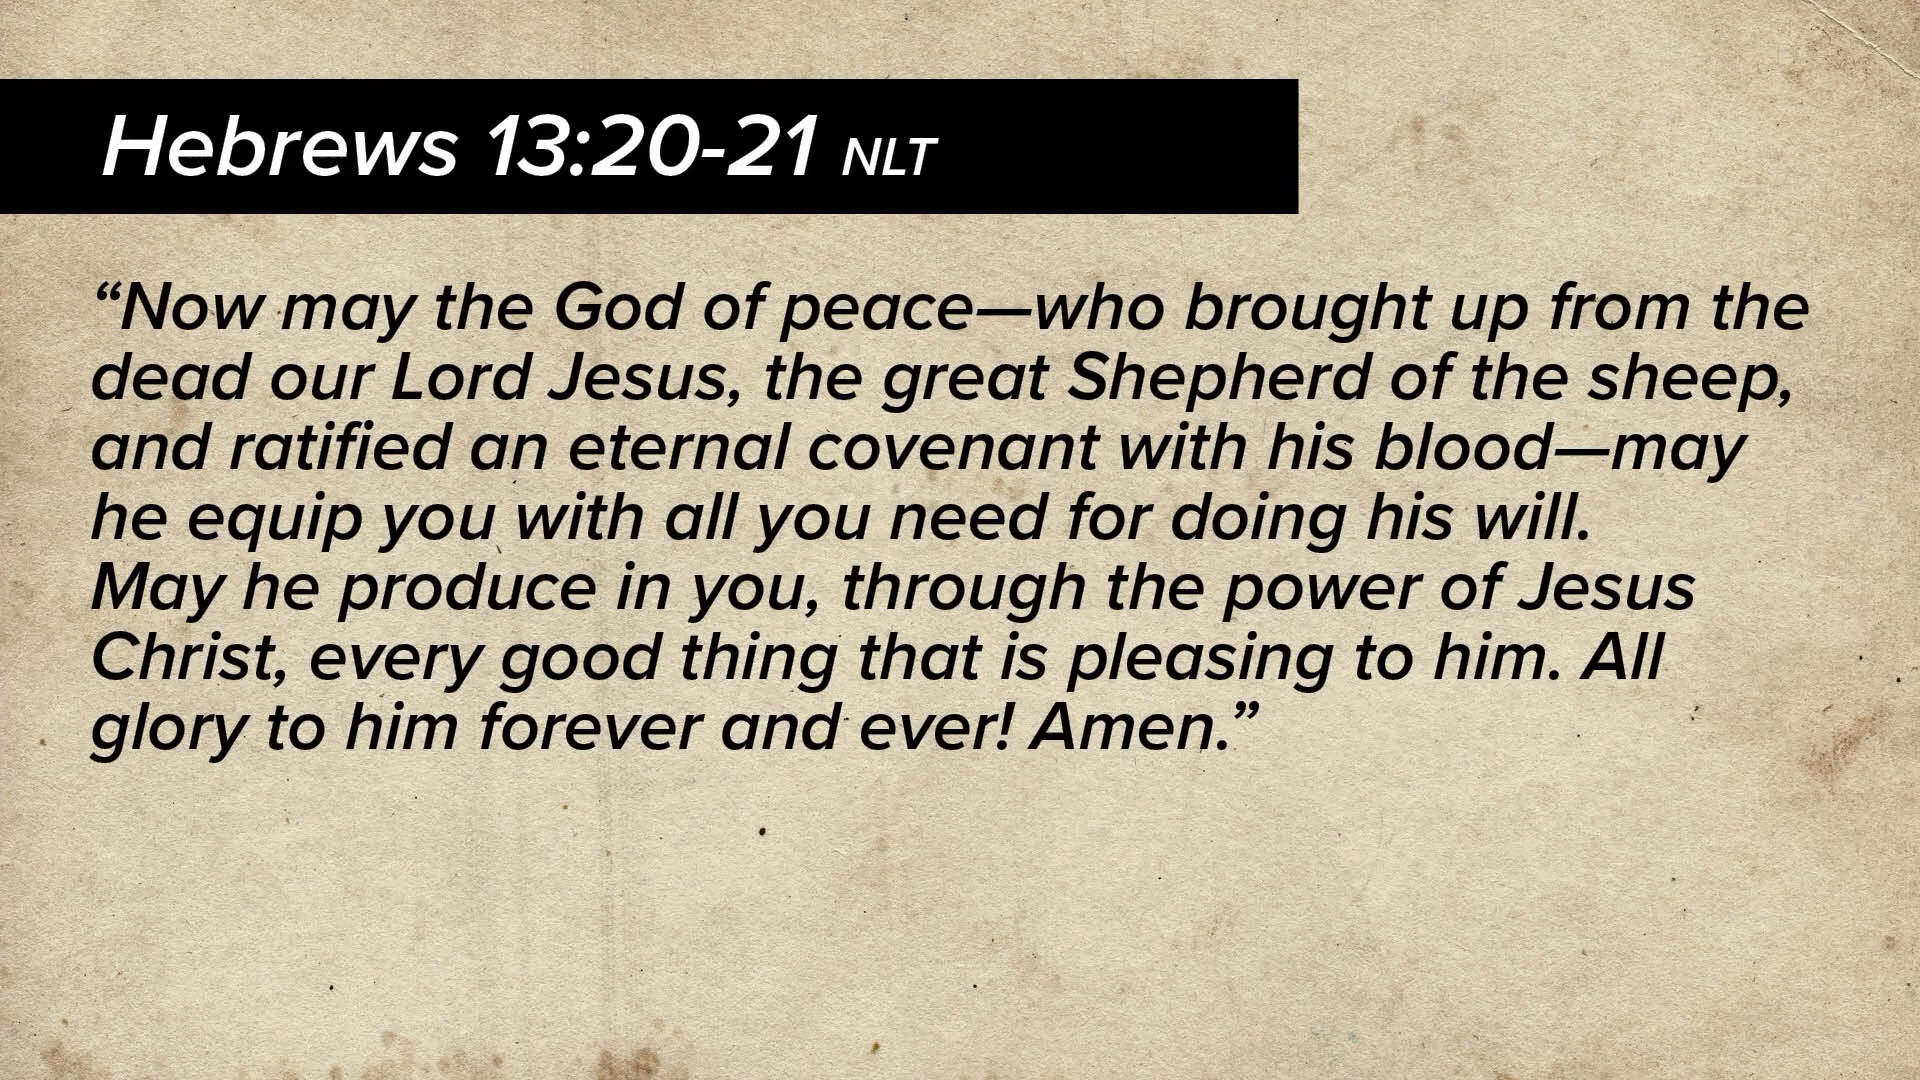 Hebrews 13:20-21 NLT
“Now may the God of peace—who brought up from the
dead our Lord Jesus, the great Shepherd of the sheep,
and ratified an eternal covenant with his blood—may
he equip you with all you need for doing his will.
May he produce in you, through the power of Jesus
Christ, every good thing that is pleasing to him. All
glory to him forever and ever! Amen.”